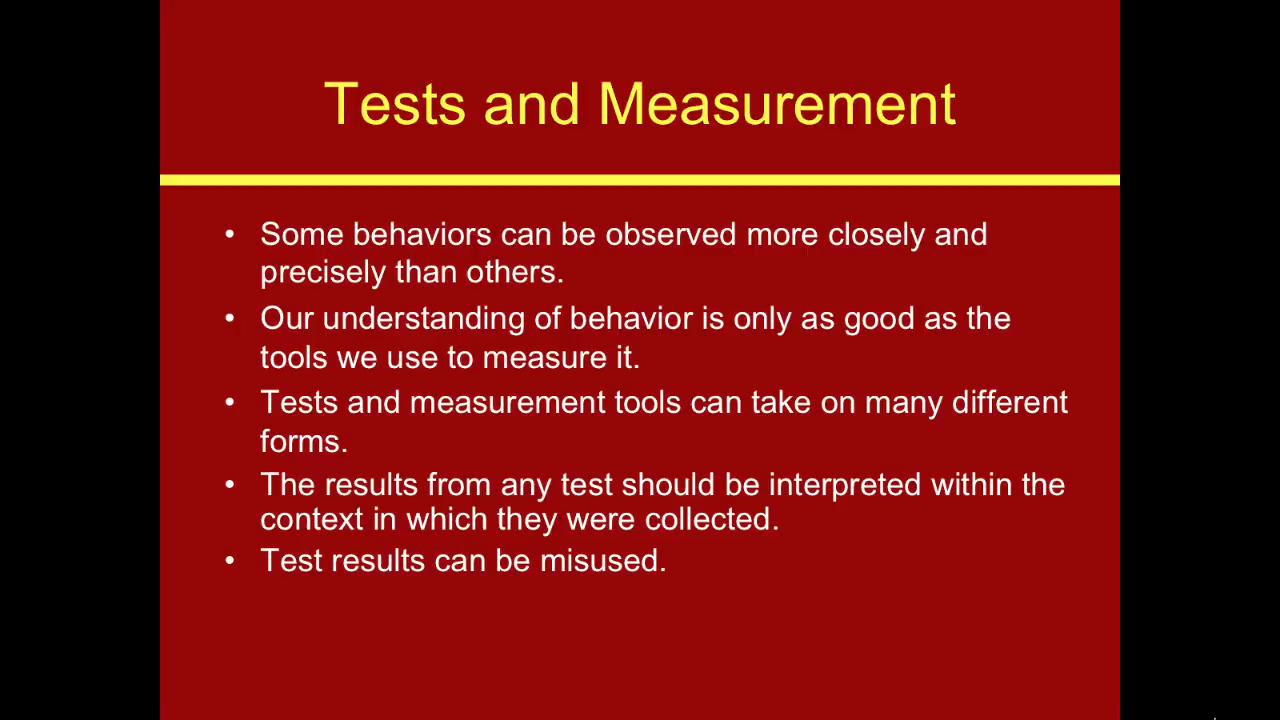 Tests and Measurement
• Some behaviors can be observed more closely and
precisely than others.
• Our understanding of behavior is only as good as the
tools we use to measure it.
• Tests and measurement tools can take on many different
forms.
• The results from any test should be interpreted within the
context in which they were collected.
• Test results can be misused.